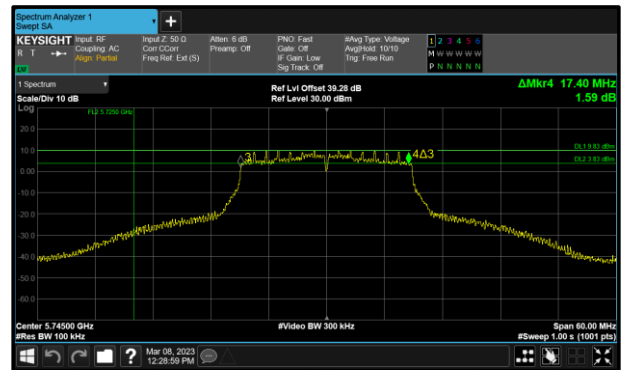 Spectrum Analyzer 1
Swept SA
+
KEYSIGHT
R T
LXI
Input: RF
Coupling: AC
Align: Partial
Input Z: 50 Ω
Corr CCorr
Freq Ref: Ext (S)
Atten: 6 dB
Preamp: Off
PNO: Fast
Gate: Off
IF Gain: Low
Sig Track: Off
#Avg Type: Voltage
Avg|Hold: 10/10
Trig: Free Run
1 2 3 4 5 6
M W W W W W
P N N N N N
1 Spectrum
Scale/Div 10 dB
Log
Ref Lvl Offset 39.28 dB
Ref Level 30.00 dBm
ΔMkr4 17.40 MHz
1.59 dB
FL2 5.7250 GHz
20.0
10.0
DL1 9.83 dBm
3
4Δ3
DL2 3.83 dBm
0.00
-10.0
-20.0
-30.0
-40.0
-50.0
-60.0
Center 5.74500 GHz
#Video BW 300 kHz
Span 60.00 MHz
#Res BW 100 kHz
#Sweep 1.00 s (1001 pts)
?
Mar 08, 2023
12:28:59 PM